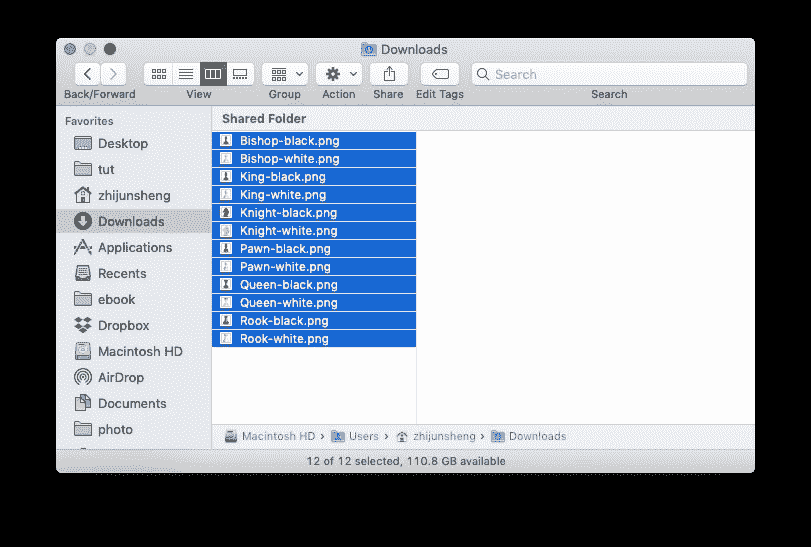 Downloads
Search
Back/Forward View Group Action Share Edit Tags Search
Favorites
Desktop
tut
zhijunsheng
Downloads
Applications
Recents
ebook
Dropbox
Macintosh HD
AirDrop
Documents
photo
Shared Folder
Bishop-black.png
Bishop-white.png
King-black.png
King-white.png
Knight-black.png
Knight-white.png
Pawn-black.png
Pawn-white.png
Queen-black.png
Queen-white.png
Rook-black.png
Rook-white.png
Macintosh HD › Users › zhijunsheng › Downloads
12 of 12 selected, 110.8 GB available